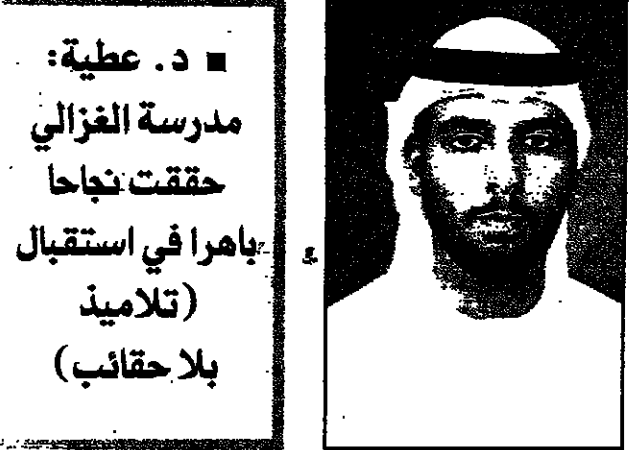 ■ د. عطية:
مدرسة الغزالي
حققت نجاحا
باهرا في استقبال
(تلاميذ
بلا حقائب)